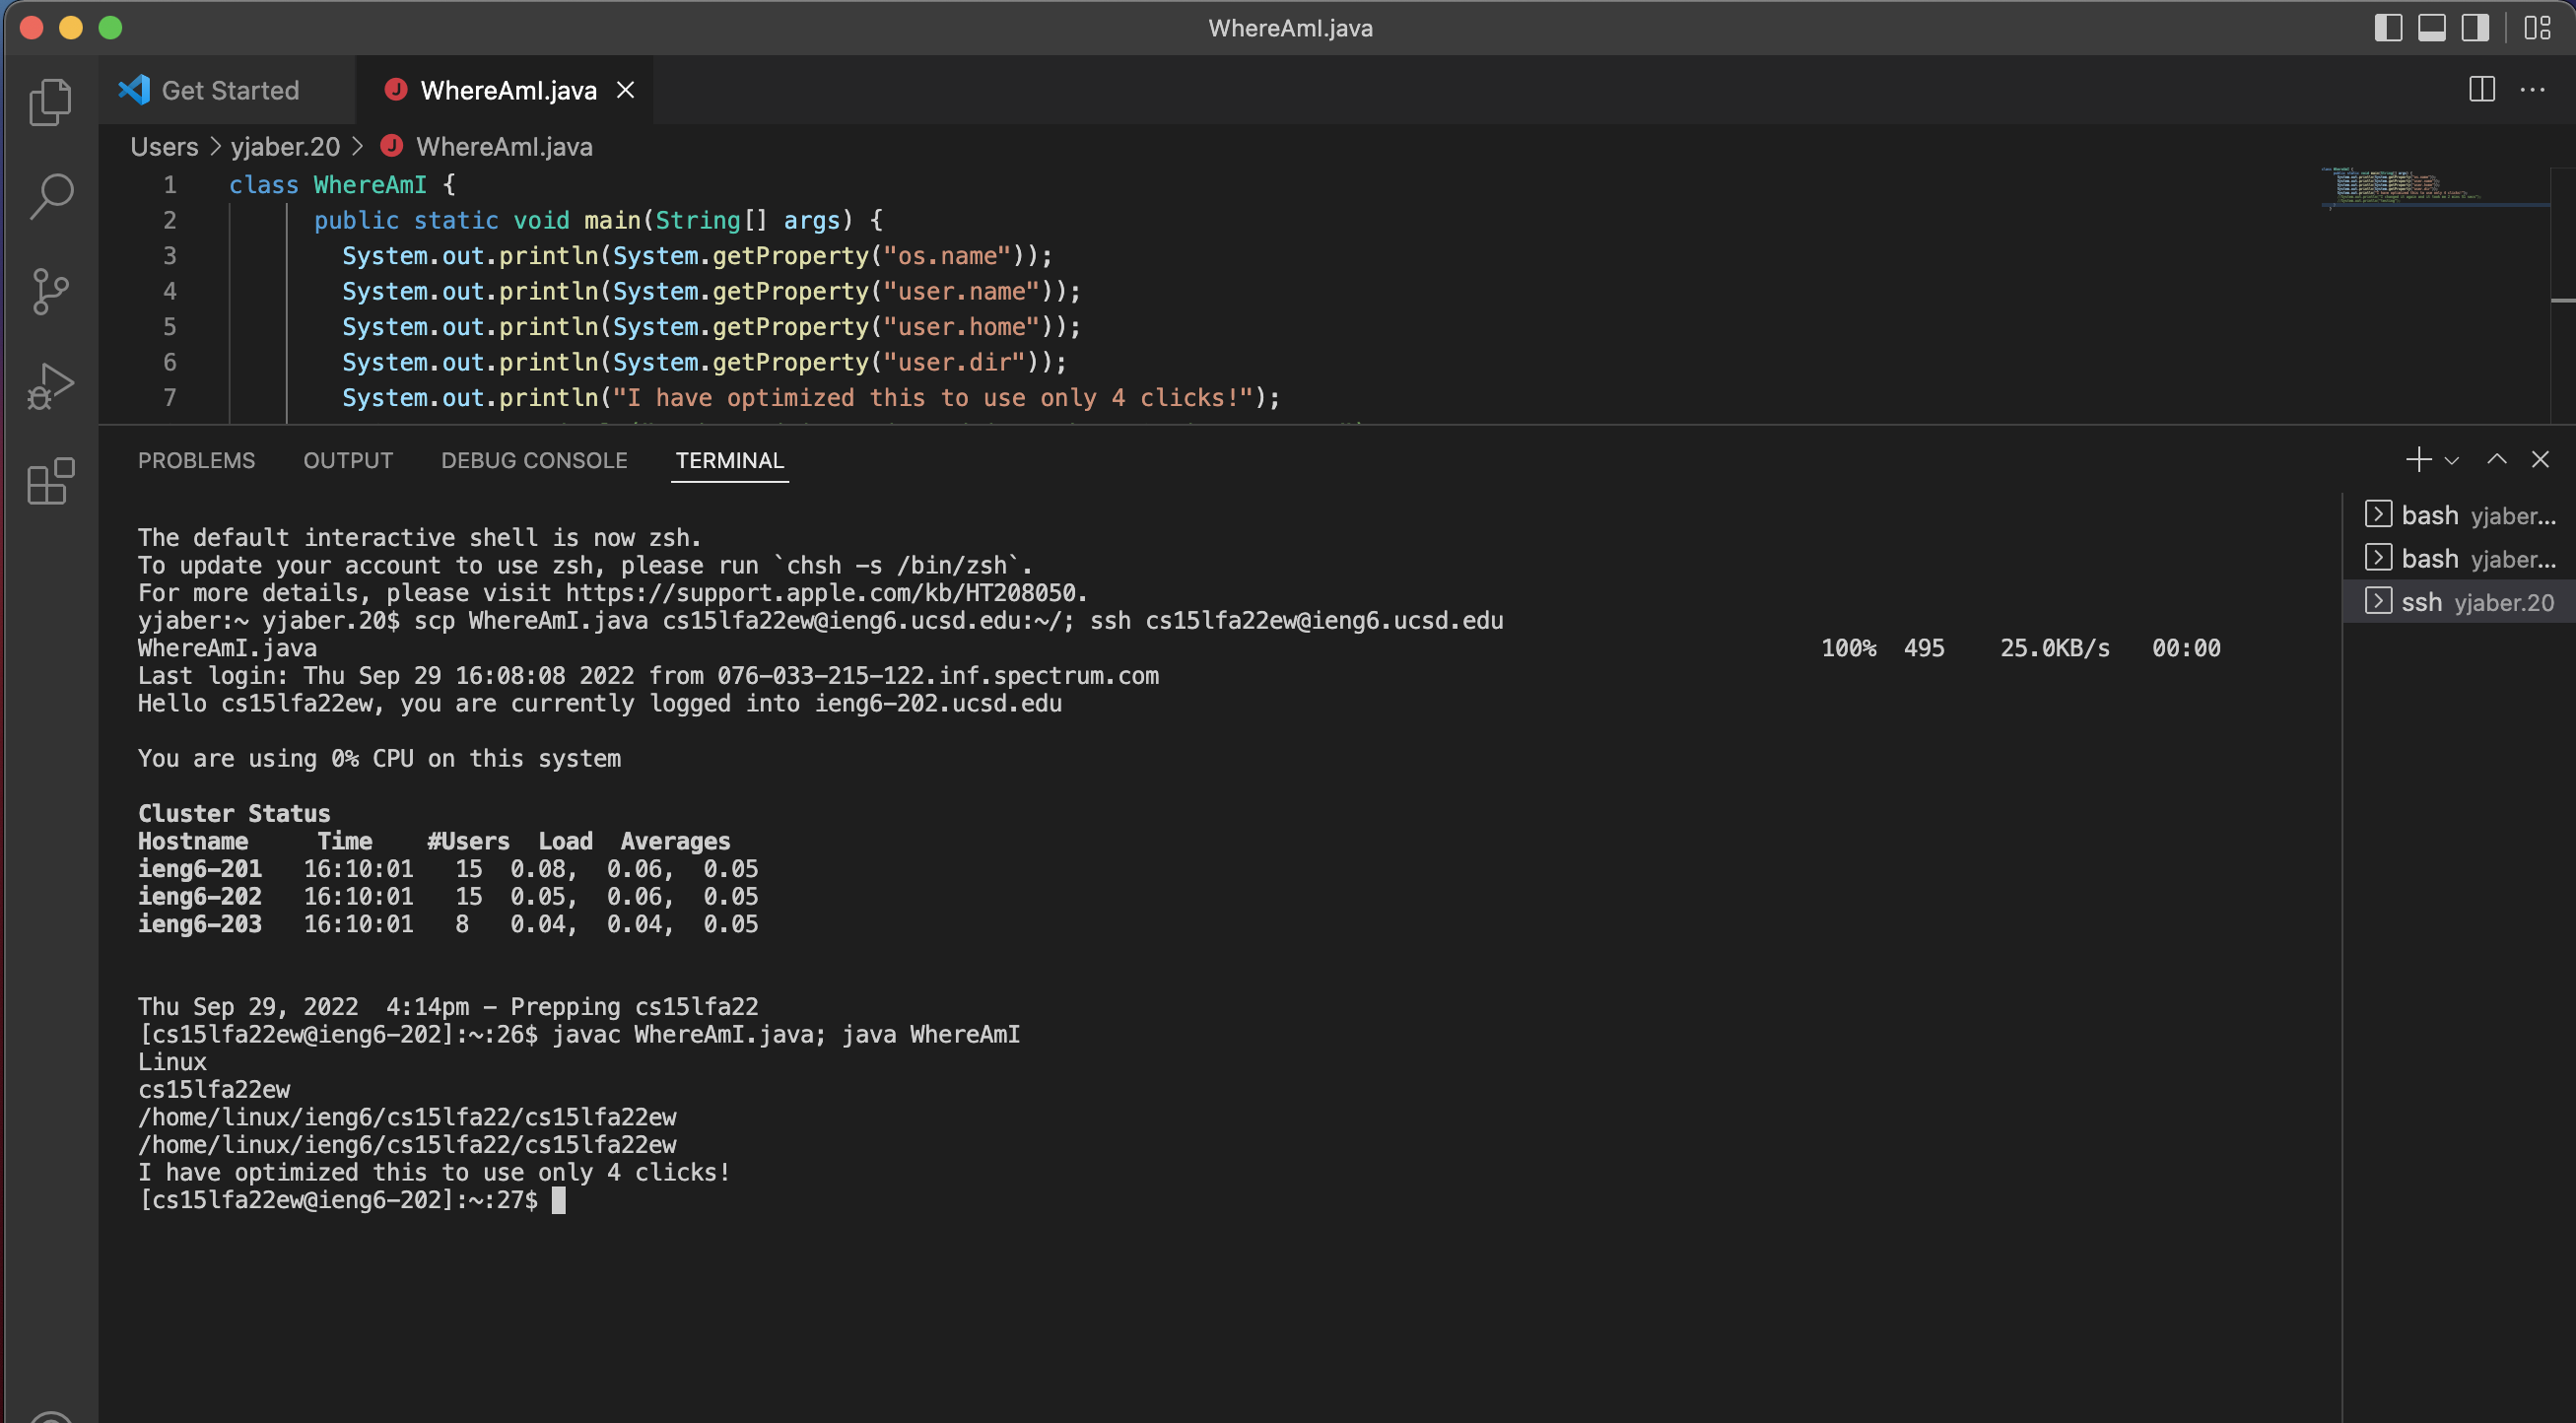 WhereAmI.java
Get Started
WhereAmI.java
Users > yjaber.20 > WhereAmI.java
1 class WhereAmI {
2 public static void main(String[] args) {
3 System.out.println(System.getProperty("os.name"));
4 System.out.println(System.getProperty("user.name"));
5 System.out.println(System.getProperty("user.home"));
6 System.out.println(System.getProperty("user.dir"));
7 System.out.println("I have optimized this to use only 4 clicks!");
PROBLEMS OUTPUT DEBUG CONSOLE TERMINAL
bash yjaber...
bash yjaber...
ssh yjaber.20
The default interactive shell is now zsh.
To update your account to use zsh, please run `chsh -s /bin/zsh`.
For more details, please visit https://support.apple.com/kb/HT208050.
yjaber:~ yjaber.20$ scp WhereAmI.java cs15lfa22ew@ieng6.ucsd.edu:~/; ssh cs15lfa22ew@ieng6.ucsd.edu
WhereAmI.java 100% 495 25.0KB/s 00:00
Last login: Thu Sep 29 16:08:08 2022 from 076-033-215-122.inf.spectrum.com
Hello cs15lfa22ew, you are currently logged into ieng6-202.ucsd.edu
You are using 0% CPU on this system
Cluster Status
Hostname Time #Users Load Averages
ieng6-201 16:10:01 15 0.08, 0.06, 0.05
ieng6-202 16:10:01 15 0.05, 0.06, 0.05
ieng6-203 16:10:01 8 0.04, 0.04, 0.05
Thu Sep 29, 2022 4:14pm - Prepping cs15lfa22
[cs15lfa22ew@ieng6-202]:~:26$ javac WhereAmI.java; java WhereAmI
Linux
cs15lfa22ew
/home/linux/ieng6/cs15lfa22/cs15lfa22ew
/home/linux/ieng6/cs15lfa22/cs15lfa22ew
I have optimized this to use only 4 clicks!
[cs15lfa22ew@ieng6-202]:~:27$